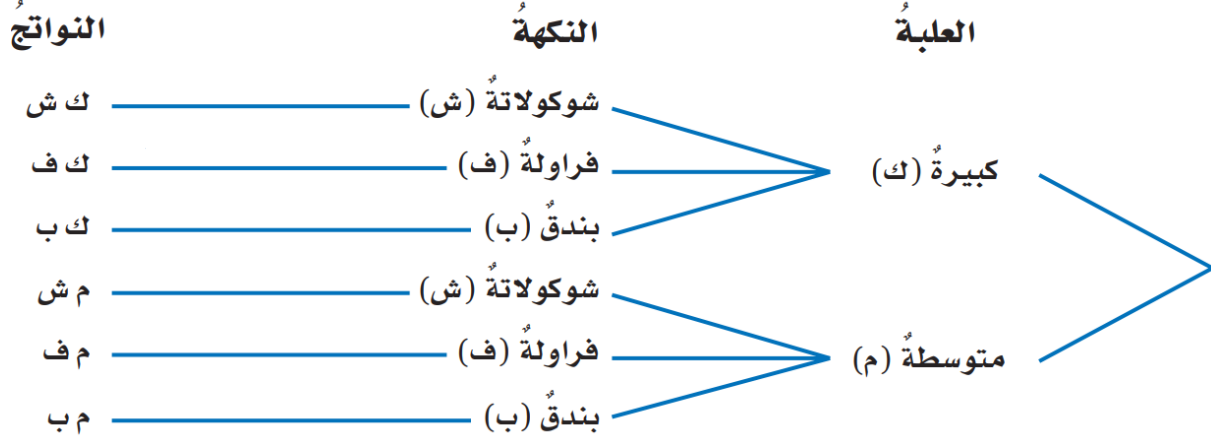 العلبةُ النكهةُ النواتجُ
شوكولاتةٌ (ش) ك ش
كبيرةٌ (ك) فراولةٌ (ف) ك ف
بندقٌ (ب) ك ب
شوكولاتةٌ (ش) م ش
متوسطةٌ (م) فراولةٌ (ف) م ف
بندقٌ (ب) م ب